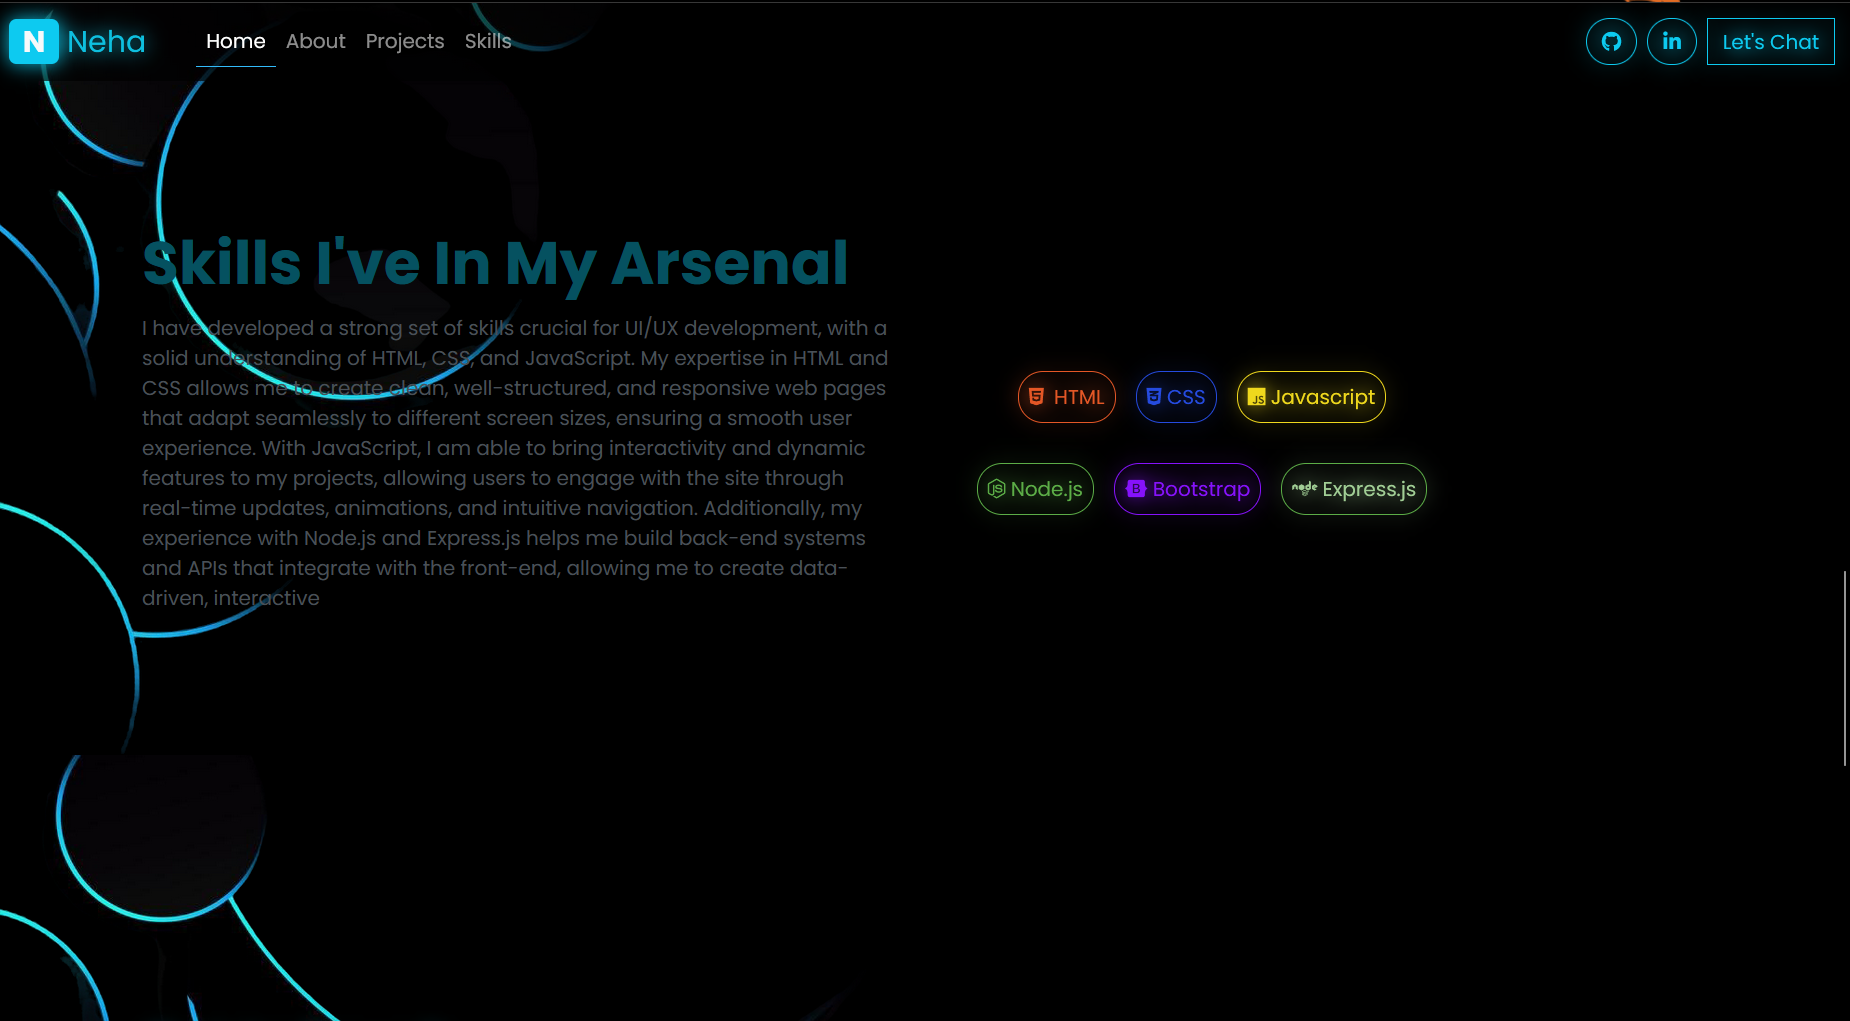 N Neha Home About Projects Skills Let's Chat
Skills I've In My Arsenal
I have developed a strong set of skills crucial for UI/UX development, with a
solid understanding of HTML, CSS, and JavaScript. My expertise in HTML and
CSS allows me to create clean, well-structured, and responsive web pages
that adapt seamlessly to different screen sizes, ensuring a smooth user
experience. With JavaScript, I am able to bring interactivity and dynamic
features to my projects, allowing users to engage with the site through
real-time updates, animations, and intuitive navigation. Additionally, my
experience with Node.js and Express.js helps me build back-end systems
and APIs that integrate with the front-end, allowing me to create data-
driven, interactive
HTML CSS JS Javascript
Node.js B Bootstrap node Express.js